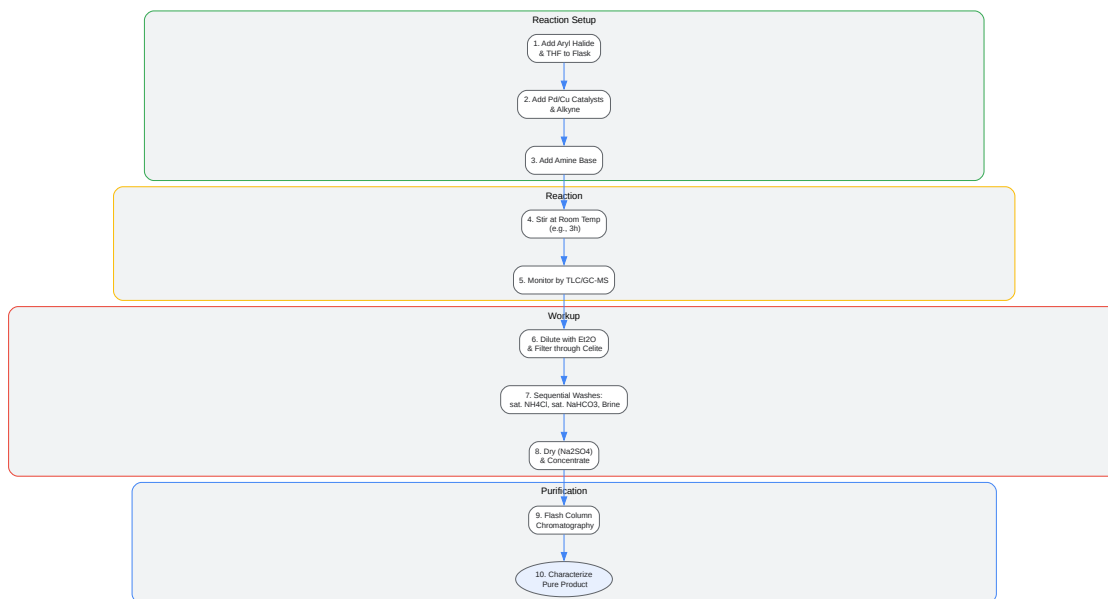 Reaction Setup
1. Add Aryl Halide
& THF to Flask
2. Add Pd/Cu Catalysts
& Alkyne
3. Add Amine Base
Reaction
4. Stir at Room Temp
(e.g., 3h)
5. Monitor by TLC/GC-MS
Workup
6. Dilute with Et2O
& Filter through Celite
7. Sequential Washes:
sat. NH4Cl, sat. NaHCO3, Brine
8. Dry (Na2SO4)
& Concentrate
Purification
9. Flash Column
Chromatography
10. Characterize
Pure Product